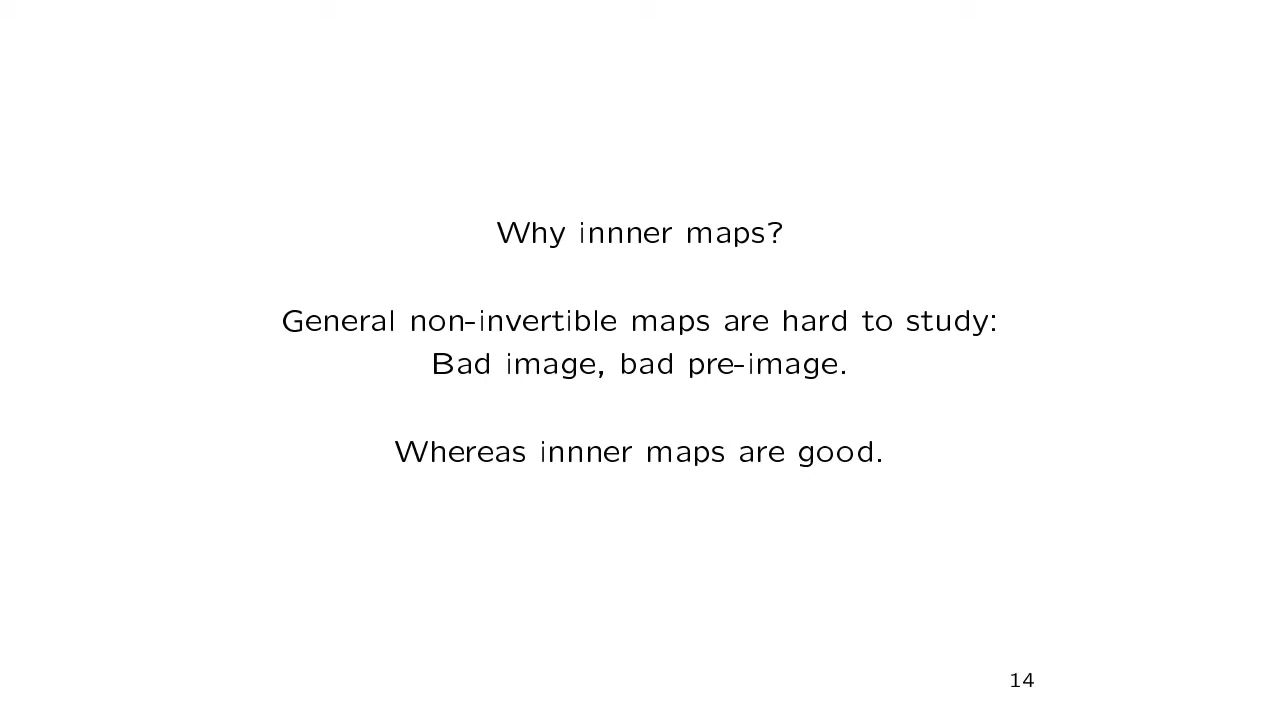 Why innner maps?
General non-invertible maps are hard to study:
Bad image, bad pre-image.
Whereas innner maps are good.
14